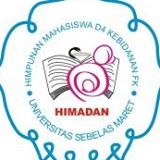 HIMPUNAN MAHASISWA D4 KEBIDANAN FK
HIMADAN
UNIVERSITAS SEBELAS MARET